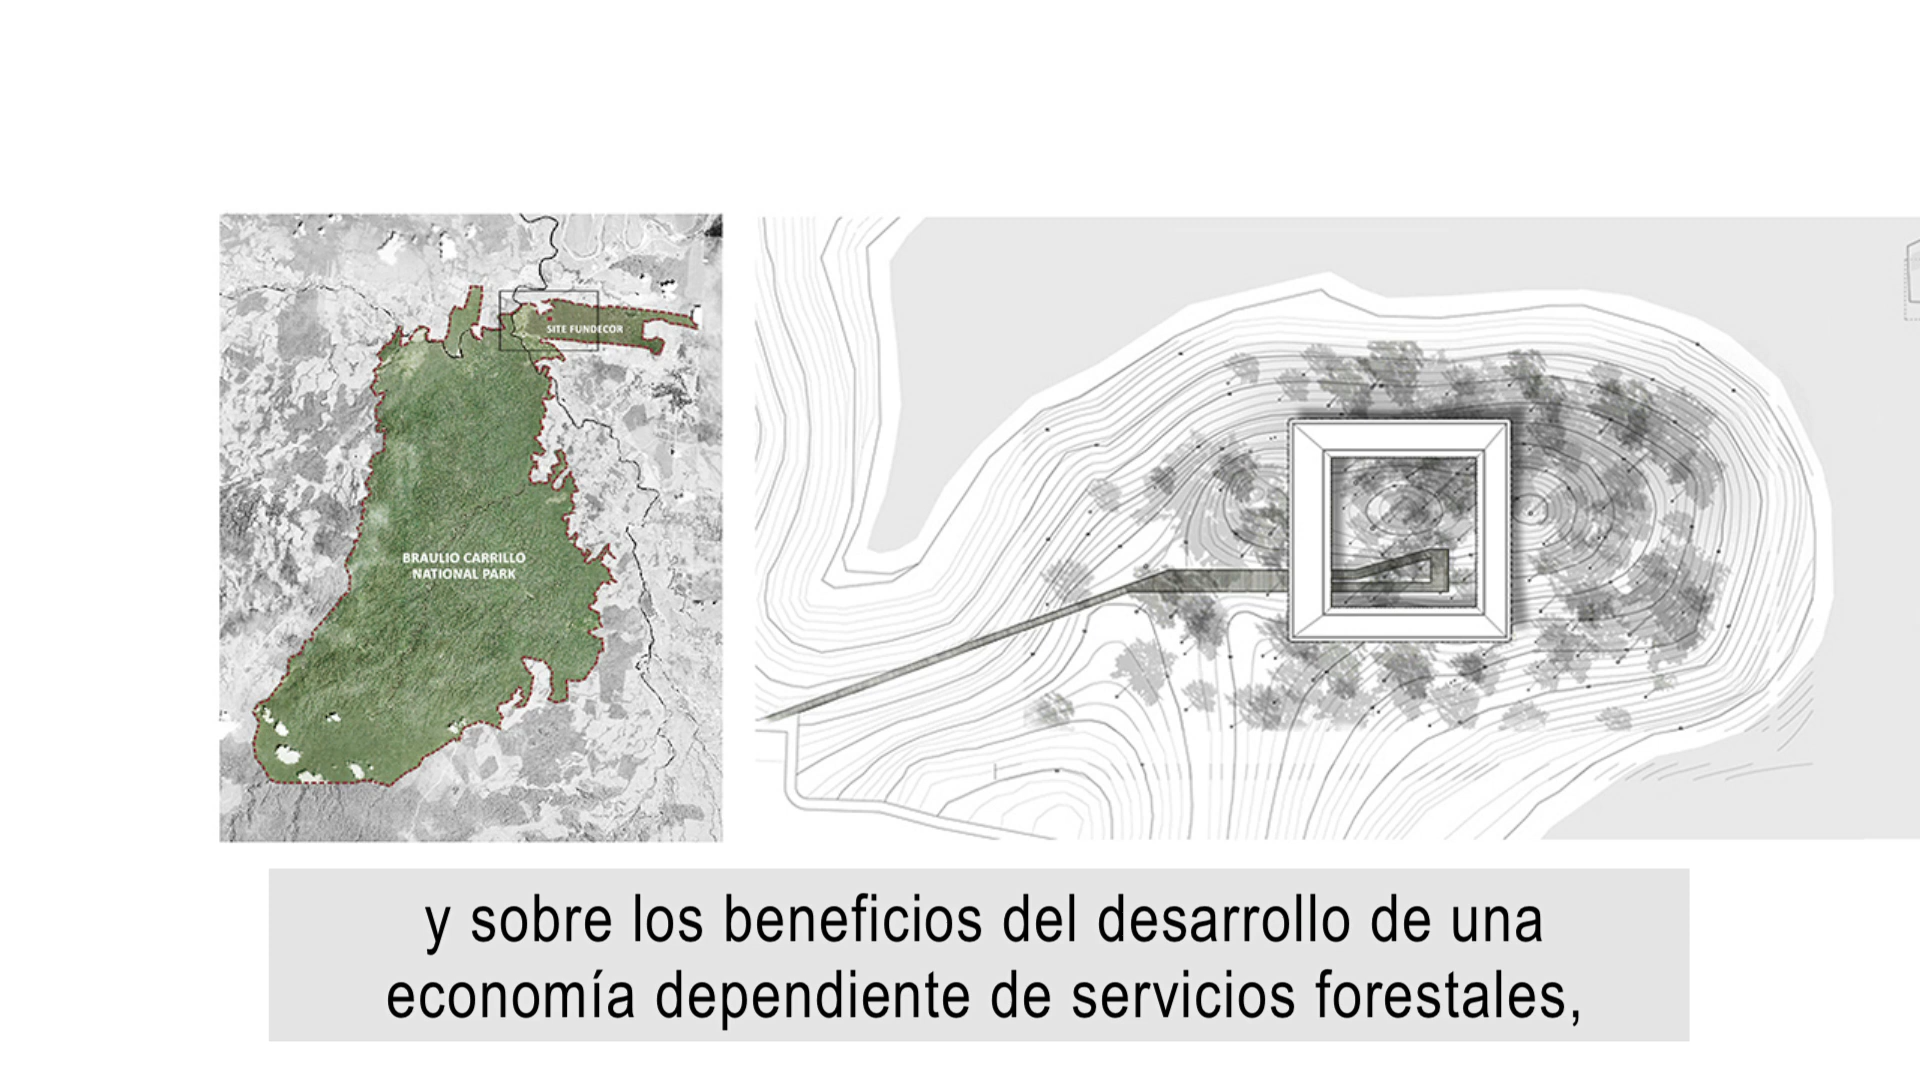 SITE FUNDECOR
BRAULIO CARRILLO
NATIONAL PARK
y sobre los beneficios del desarrollo de una
economía dependiente de servicios forestales,